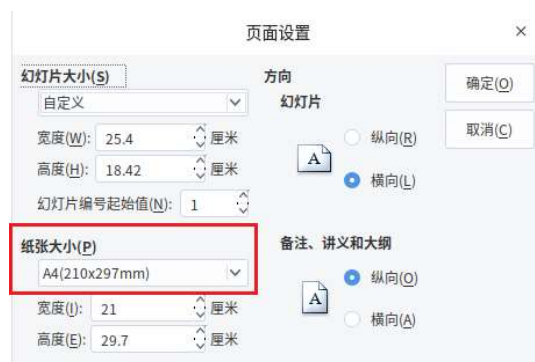 页面设置
幻灯片大小(S)
自定义
宽度(W): 25.4 厘米
高度(H): 18.42 厘米
幻灯片编号起始值(N): 1
纸张大小(P)
A4(210x297mm)
宽度(I): 21 厘米
高度(E): 29.7 厘米
方向
幻灯片
A
纵向(R)
横向(L)
备注、讲义和大纲
A
纵向(O)
横向(A)
确定(O)
取消(C)